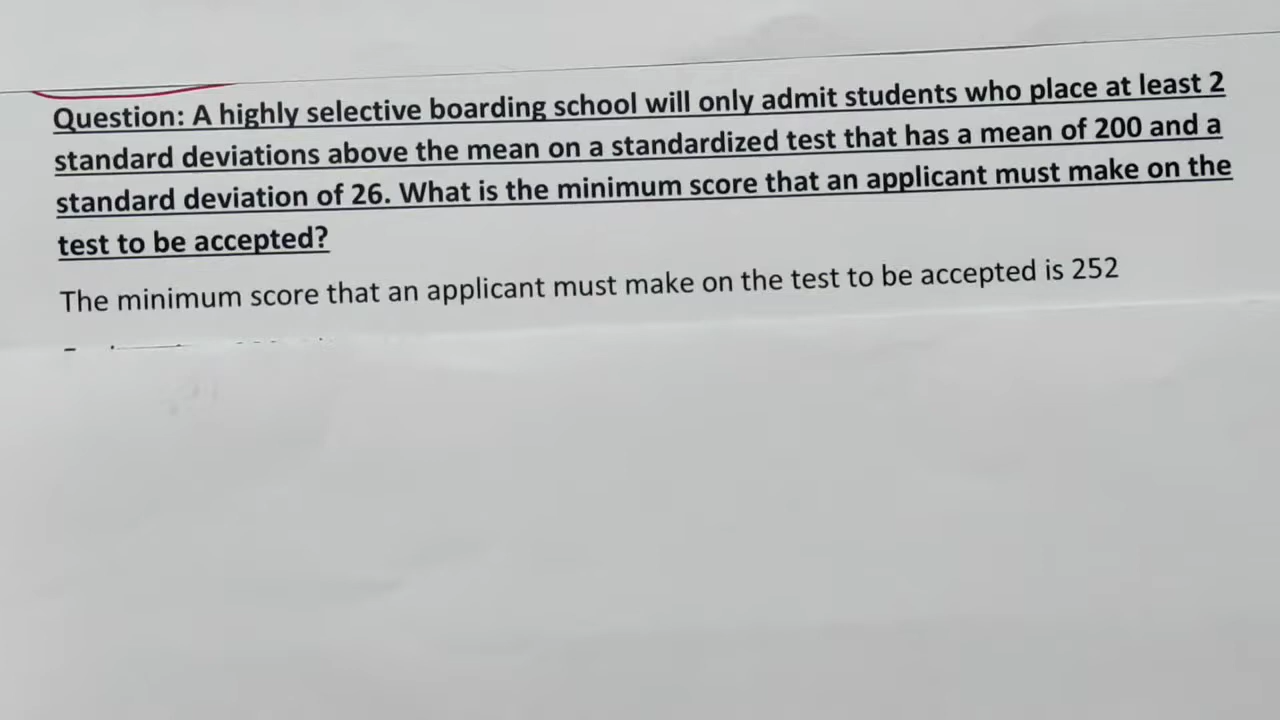 Question: A highly selective boarding school will only admit students who place at least 2
standard deviations above the mean on a standardized test that has a mean of 200 and a
standard deviation of 26. What is the minimum score that an applicant must make on the
test to be accepted?
The minimum score that an applicant must make on the test to be accepted is 252